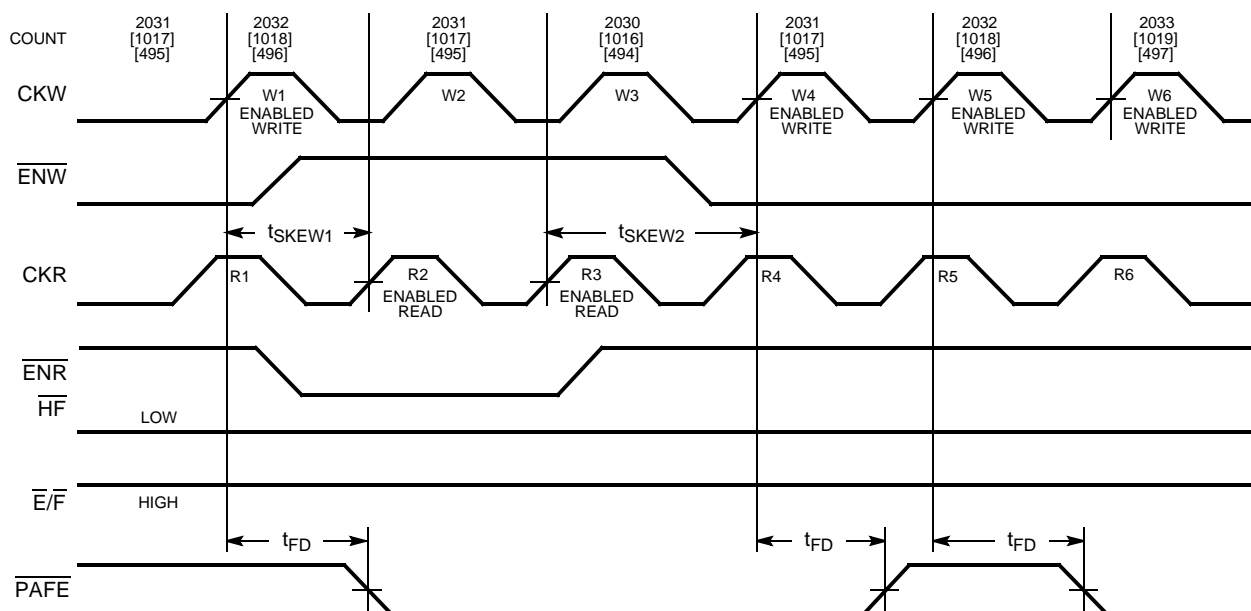 COUNT
2031 2032 2031 2030 2031 2032 2033
[1017] [1018] [1017] [1016] [1017] [1018] [1019]
[495] [496] [495] [494] [495] [496] [497]
CKW
W1 W2 W3 W4 W5 W6
ENABLED ENABLED ENABLED ENABLED
WRITE WRITE WRITE WRITE
ENW
tSKEW1 tSKEW2
CKR
R1 R2 R3 R4 R5 R6
ENABLED ENABLED
READ READ
ENR
HF
LOW
E/F
HIGH
tFD tFD tFD
PAFE